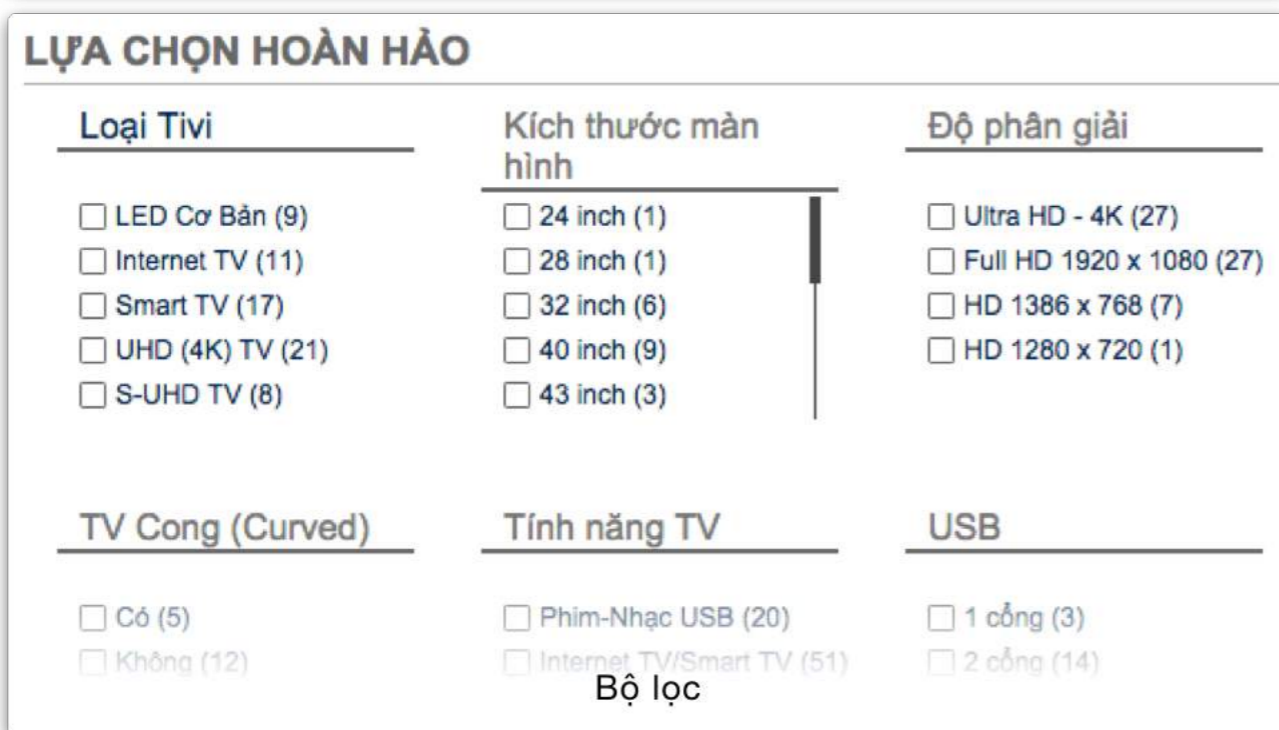 LỰA CHỌN HOÀN HẢO
Loại Tivi
LED Cơ Bản (9)
Internet TV (11)
Smart TV (17)
UHD (4K) TV (21)
S-UHD TV (8)
Kích thước màn
hình
24 inch (1)
28 inch (1)
32 inch (6)
40 inch (9)
43 inch (3)
Độ phân giải
Ultra HD - 4K (27)
Full HD 1920 x 1080 (27)
HD 1386 x 768 (7)
HD 1280 x 720 (1)
TV Cong (Curved)
Có (5)
Không (12)
Tính năng TV
Phim-Nhạc USB (20)
Internet TV/Smart TV (51)
USB
1 cổng (3)
2 cổng (14)
Bộ lọc